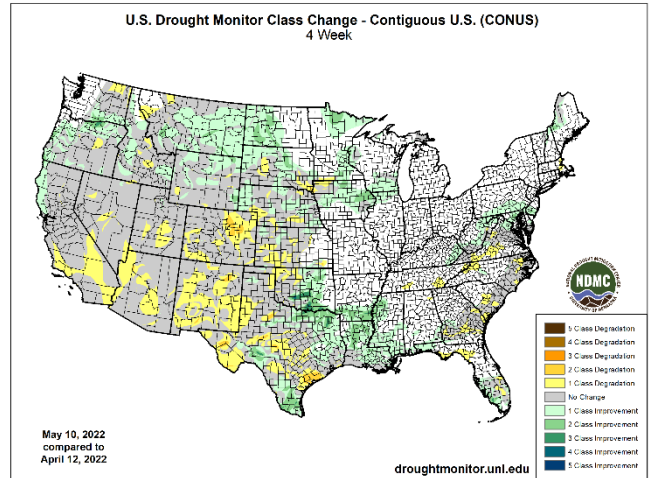 U.S. Drought Monitor Class Change - Contiguous U.S. (CONUS)
4 Week
NDMC
5 Class Degradation
4 Class Degradation
3 Class Degradation
2 Class Degradation
1 Class Degradation
No Change
1 Class Improvement
2 Class Improvement
3 Class Improvement
4 Class Improvement
5 Class Improvement
May 10, 2022
compared to
April 12, 2022
droughtmonitor.unl.edu